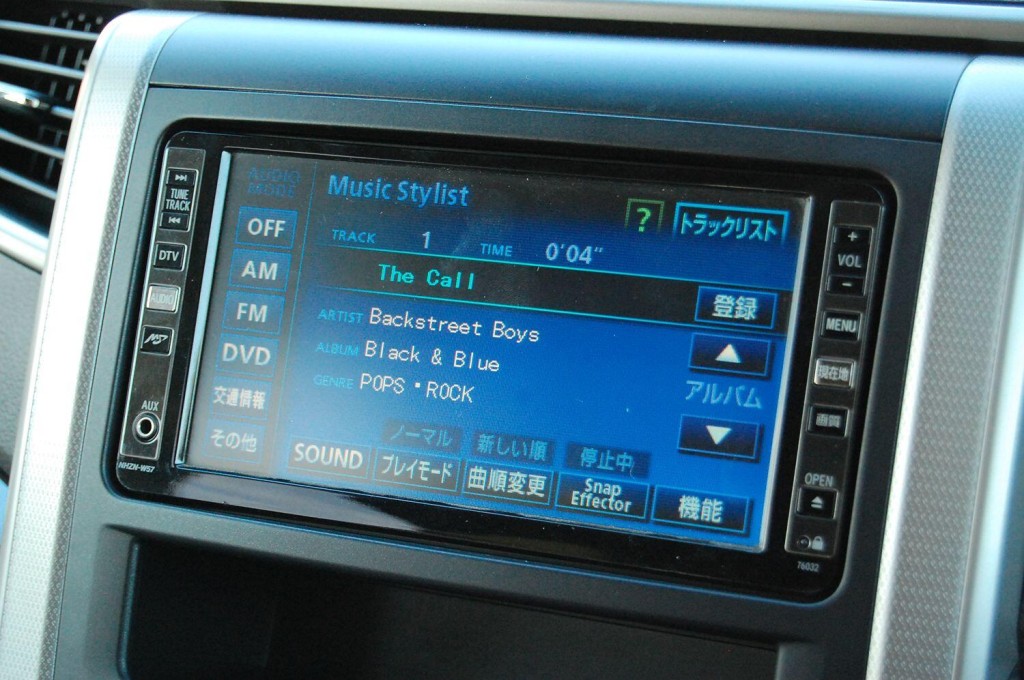 TUNE
TRACK
DTV
AUDIO
AUX
NHZN-W57
AUDIO
MODE
OFF
AM
FM
DVD
交通情報
その他
Music Stylist
?
トラックリスト
TRACK 1 TIME 0'04"
The Call
登録
ARTIST Backstreet Boys
ALBUM Black & Blue
アルバム
GENRE POPS・ROCK
ノーマル 新しい順 停止中
SOUND プレイモード 曲順変更 Snap
Effector 機能
+
VOL
-
MENU
現在地
画質
OPEN
76032